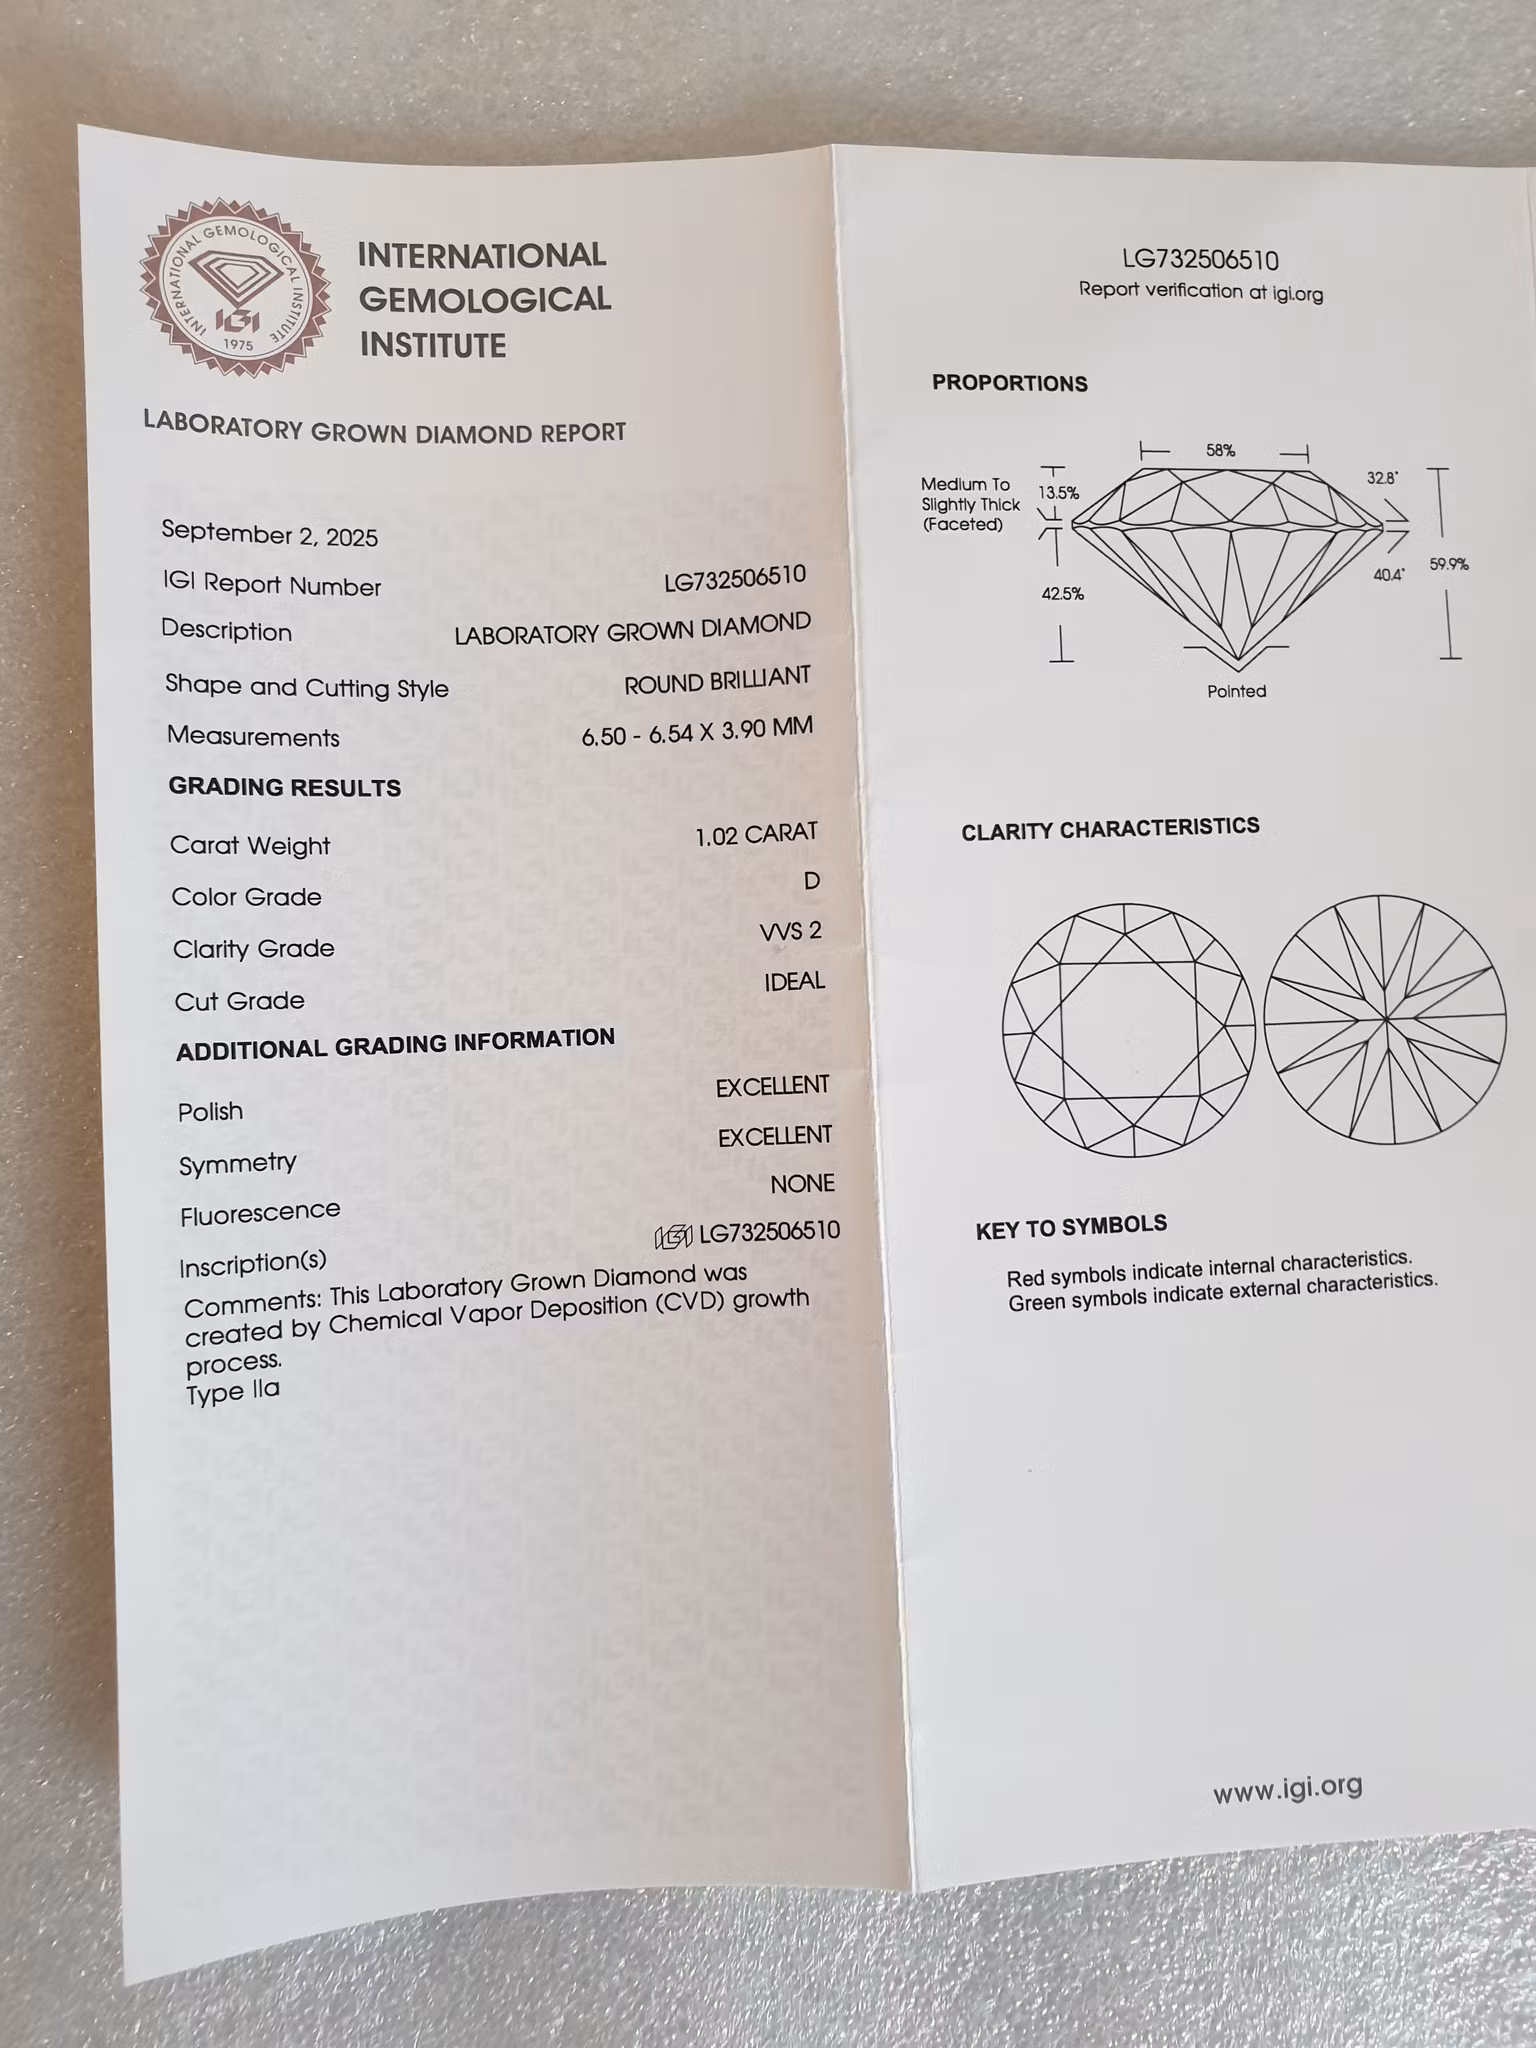 INTERNATIONAL GEMOLOGICAL INSTITUTE
IGI
1975
INTERNATIONAL
GEMOLOGICAL
INSTITUTE
LABORATORY GROWN DIAMOND REPORT
September 2, 2025
IGI Report Number LG732506510
Description LABORATORY GROWN DIAMOND
Shape and Cutting Style ROUND BRILLIANT
Measurements 6.50 - 6.54 X 3.90 MM
GRADING RESULTS
Carat Weight 1.02 CARAT
Color Grade D
Clarity Grade VVS 2
Cut Grade IDEAL
ADDITIONAL GRADING INFORMATION
Polish EXCELLENT
Symmetry EXCELLENT
Fluorescence NONE
Inscription(s) IGI LG732506510
Comments: This Laboratory Grown Diamond was
created by Chemical Vapor Deposition (CVD) growth
process.
Type IIa
LG732506510
Report verification at igi.org
PROPORTIONS
58%
Medium To
Slightly Thick
(Faceted)
13.5%
32.8°
42.5%
40.4°
59.9%
Pointed
CLARITY CHARACTERISTICS
KEY TO SYMBOLS
Red symbols indicate internal characteristics.
Green symbols indicate external characteristics.
www.igi.org